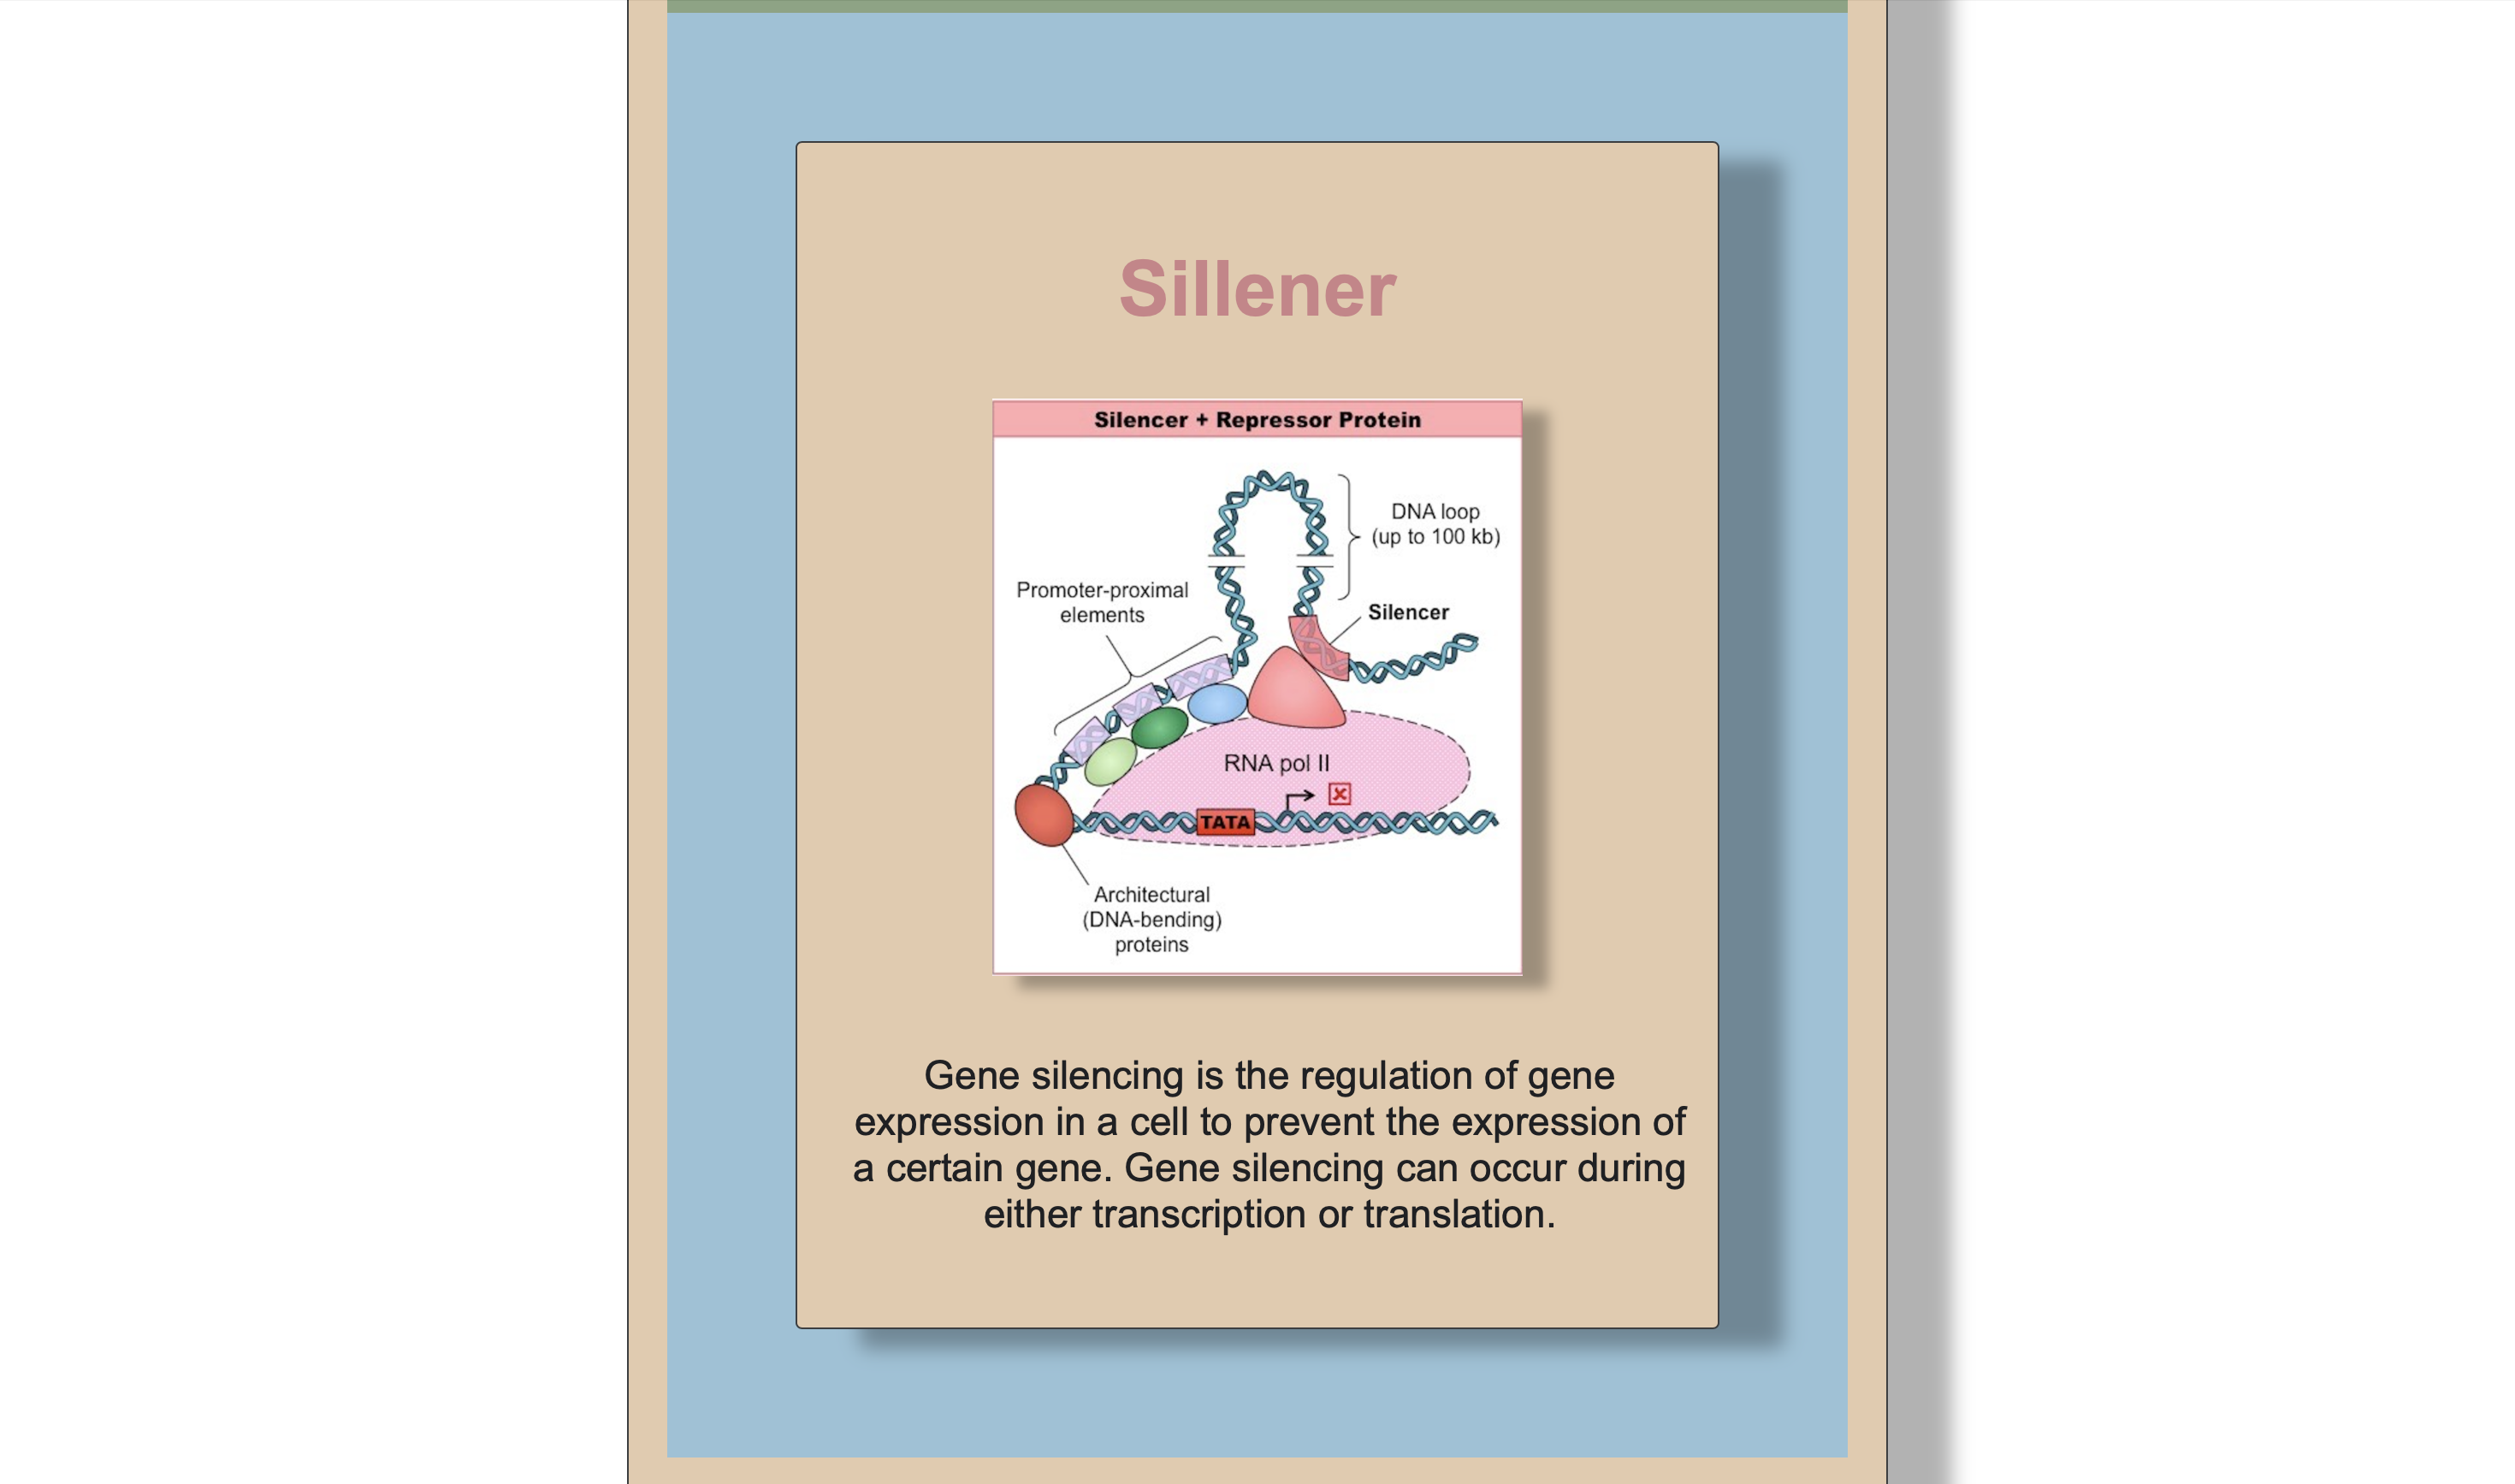 Sillener
Silencer + Repressor Protein
DNA loop
(up to 100 kb)
Promoter-proximal
elements
Silencer
RNA pol II
TATA
Architectural
(DNA-bending)
proteins
Gene silencing is the regulation of gene
expression in a cell to prevent the expression of
a certain gene. Gene silencing can occur during
either transcription or translation.